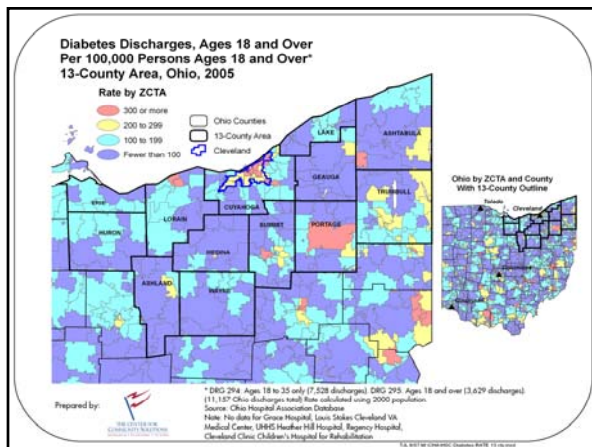 Diabetes Discharges, Ages 18 and Over
Per 100,000 Persons Ages 18 and Over*
13-County Area, Ohio, 2005
Rate by ZCTA
300 or more
200 to 299
100 to 199
Fewer than 100
Ohio Counties
13-County Area
Cleveland
LAKE
ASHTABULA
GEAUGA
CUYAHOGA
TRUMBULL
ERIE
LORAIN
HURON
SUMMIT
PORTAGE
MEDINA
ASHLAND
WAYNE
Ohio by ZCTA and County
With 13-County Outline
Toledo
Cleveland
Prepared by:
THE CENTER FOR
COMMUNITY SOLUTIONS
* DRG 294: Ages 18 to 35 only (7,528 discharges). DRG 295: Ages 18 and over (3,629 discharges).
(11,157 Ohio discharges total) Rate calculated using 2000 population.
Source: Ohio Hospital Association Database
Note: No data for Grace Hospital, Louis Stokes Cleveland VA
Medical Center, UHHS Heather Hill Hospital, Regency Hospital,
Cleveland Clinic Children's Hospital for Rehabilitation